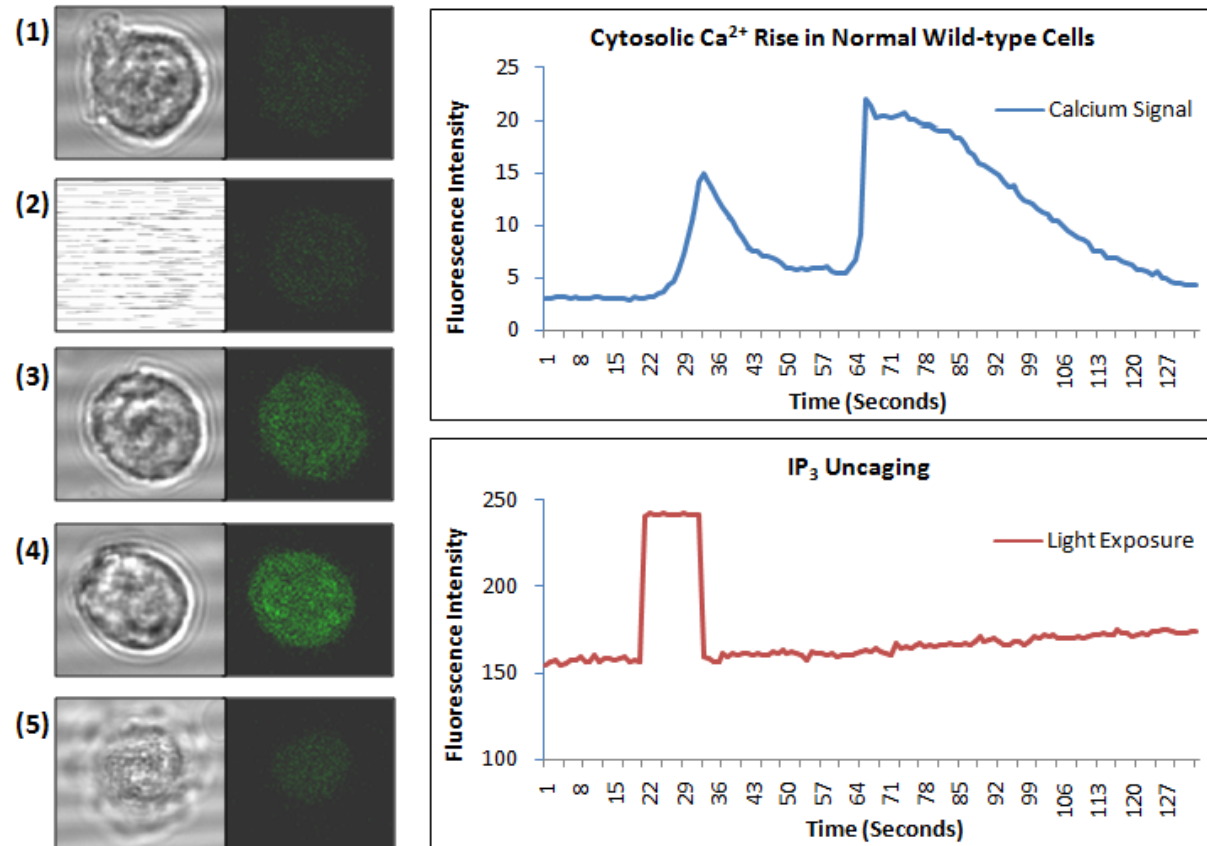 (1)
(2)
(3)
(4)
(5)
Cytosolic Ca²⁺ Rise in Normal Wild-type Cells
Fluorescence Intensity
25
20
15
10
5
0
Calcium Signal
1 8 15 22 29 36 43 50 57 64 71 78 85 92 99 106 113 120 127
Time (Seconds)
IP₃ Uncaging
Fluorescence Intensity
250
200
150
100
Light Exposure
1 8 15 22 29 36 43 50 57 64 71 78 85 92 99 106 113 120 127
Time (Seconds)